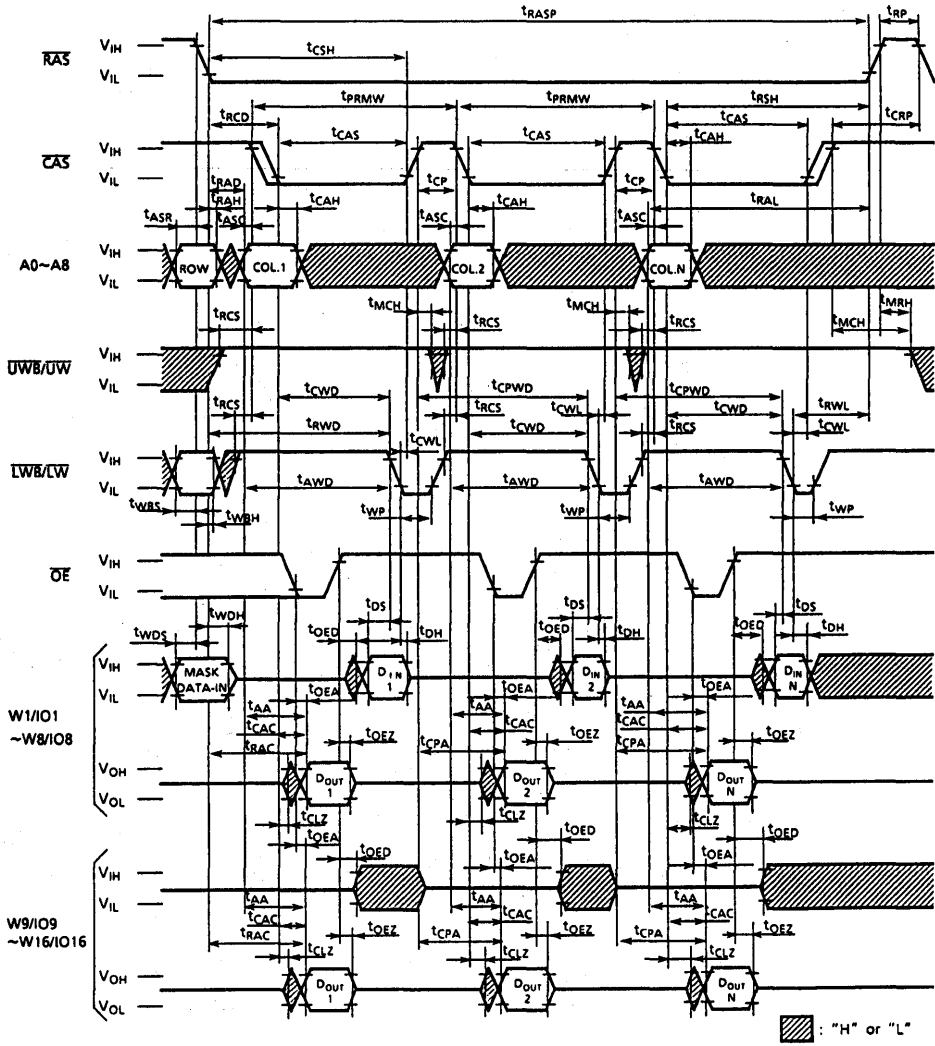 tRASP
tRP
RAS
VIH
VIL
tCSH
tPRMW
tPRMW
tRSH
tRCD
tCAS
tCAS
tCAS
tCAH
tCRP
CAS
VIH
VIL
tRAD
tRAH
tCAH
tCP
tCAH
tCP
tRAL
tASR
tASC
tASC
tASC
A0~A8
VIH
VIL
ROW
COL.1
COL.2
COL.N
tRCS
tMCH
tRCS
tMCH
tRCS
tMRH
tMCH
UWB/UW
VIH
VIL
tRCS
tCWD
tCPWD
tCPWD
tRWD
tRCS
tCWL
tCWD
tCWL
tRCS
tCWD
tRWL
tCWL
LWB/LW
VIH
VIL
tAWD
tAWD
tAWD
tWBS
tWBH
tWP
tWP
tWP
OE
VIH
VIL
tWDH
tWDS
tDS
tOED
tDH
tDS
tOED
tDH
tDS
tOED
tDH
W1/IO1
~W8/IO8
VIH
VIL
MASK
DATA-IN
DIN
1
DIN
2
DIN
N
tOEA
tAA
tCAC
tRAC
tOEZ
tOEA
tAA
tCAC
tCPA
tOEZ
tOEA
tAA
tCAC
tCPA
tOEZ
VOH
VOL
DOUT
1
DOUT
2
DOUT
N
tCLZ
tOEA
tOED
tCLZ
tOEA
tOED
tCLZ
tOEA
tOED
W9/IO9
~W16/IO16
VIH
VIL
tAA
tCAC
tRAC
tCLZ
tOEZ
tAA
tCAC
tCPA
tCLZ
tOEZ
tAA
tCAC
tCPA
tCLZ
tOEZ
VOH
VOL
DOUT
1
DOUT
2
DOUT
N
: "H" or "L"